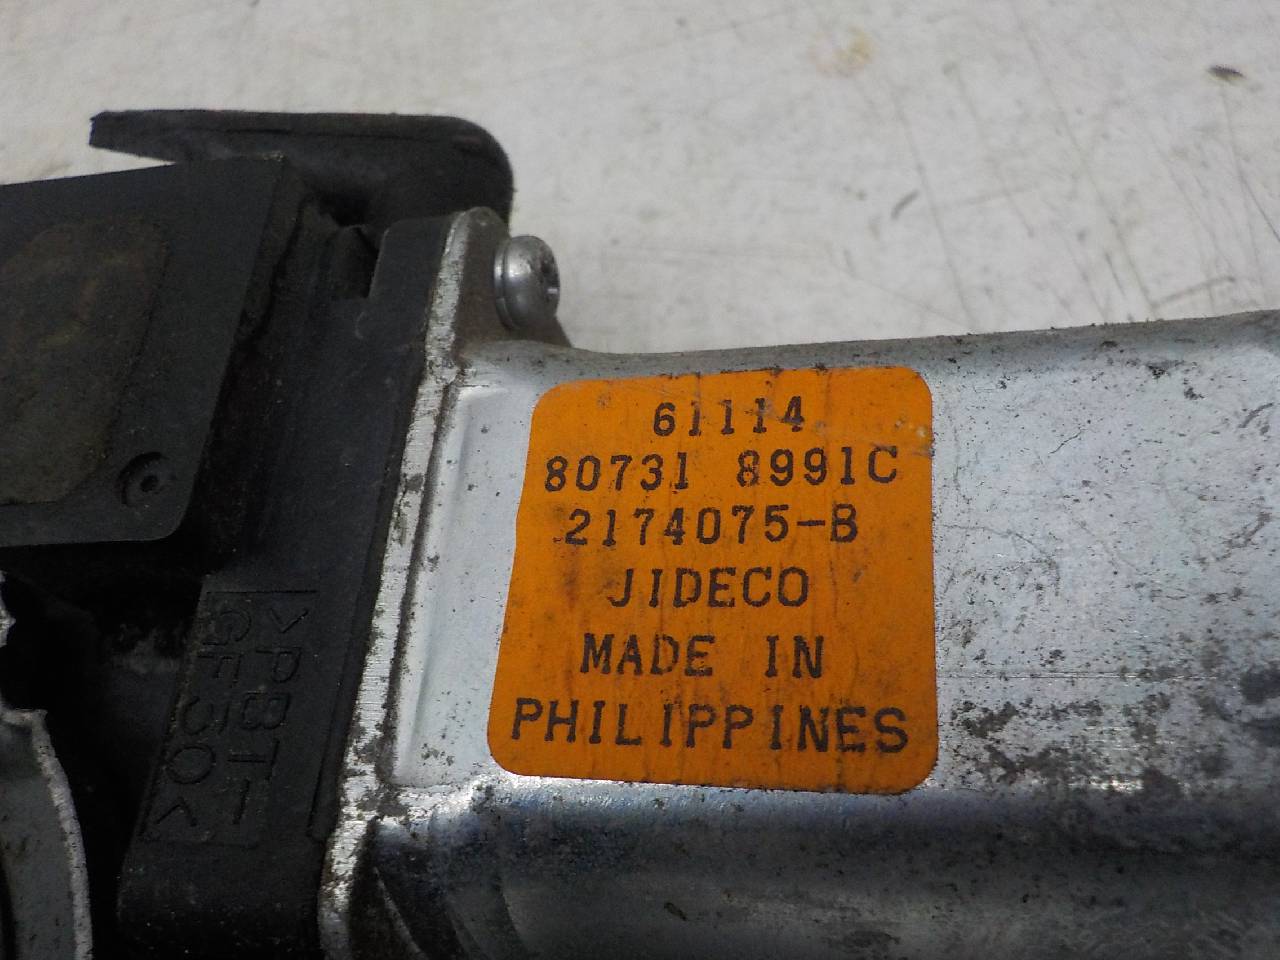 61114
80731 8991C
2174075-B
JIDECO
MADE IN
PHILIPPINES
>PBT-
GF30<